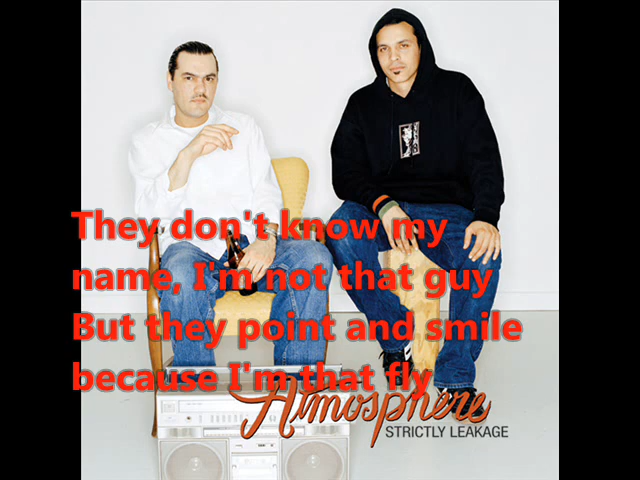 They don't know my
name, I'm not that guy
But they point and smile
because I'm that fly
Atmosphere
STRICTLY LEAKAGE